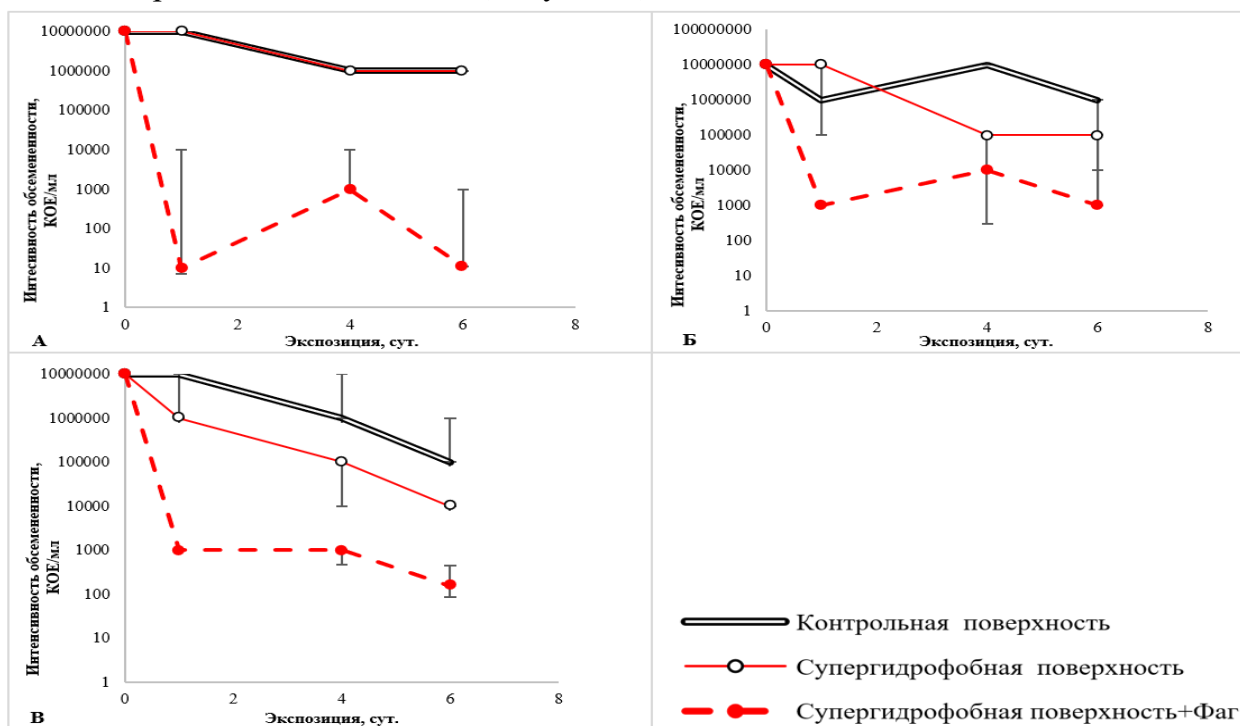 10000000
1000000
100000
10000
1000
100
10
1
Интесивность обсемененности,
КОЕ/мл
0 2 4 6 8
Экспозиция, сут.
А
100000000
10000000
1000000
100000
10000
1000
100
10
1
Интесивность обсемененности,
КОЕ/мл
0 2 4 6 8
Экспозиция, сут.
Б
10000000
1000000
100000
10000
1000
100
10
1
Интенсивность обсемененности,
КОЕ/мл
0 2 4 6 8
Экспозиция, сут.
В
Контрольная поверхность
Супергидрофобная поверхность
Супергидрофобная поверхность+Фаг